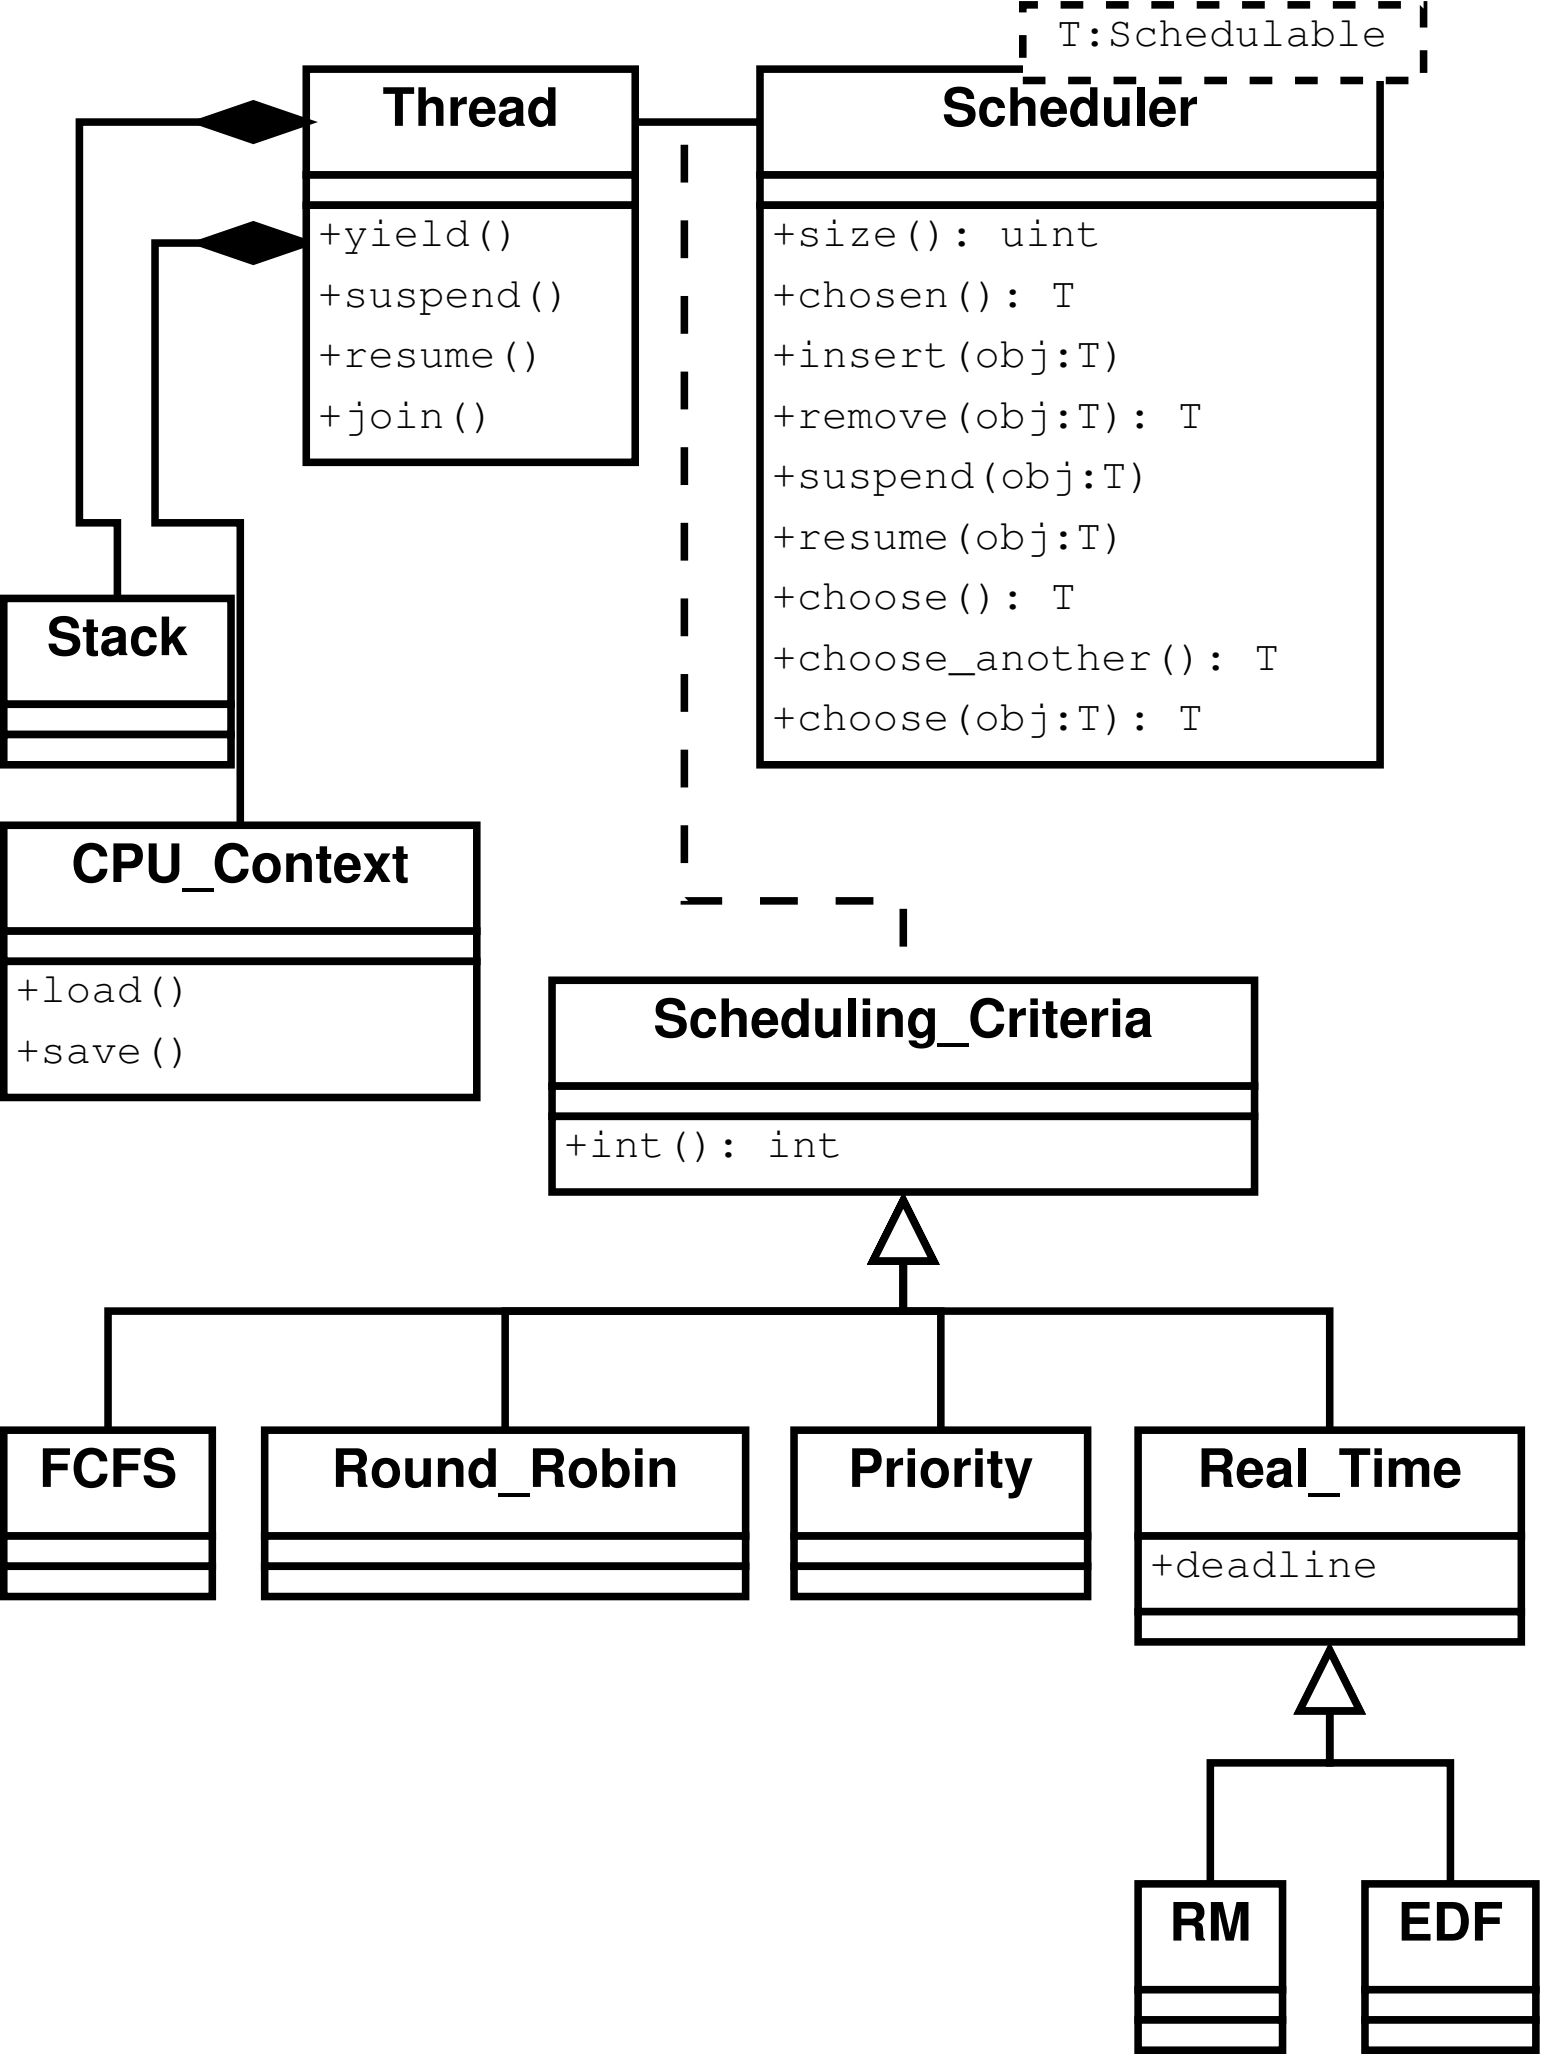 T:Schedulable
Thread
+yield()
+suspend()
+resume()
+join()
Scheduler
+size(): uint
+chosen(): T
+insert(obj:T)
+remove(obj:T): T
+suspend(obj:T)
+resume(obj:T)
+choose(): T
+choose_another(): T
+choose(obj:T): T
Stack
CPU_Context
+load()
+save()
Scheduling_Criteria
+int(): int
FCFS
Round_Robin
Priority
Real_Time
+deadline
RM
EDF